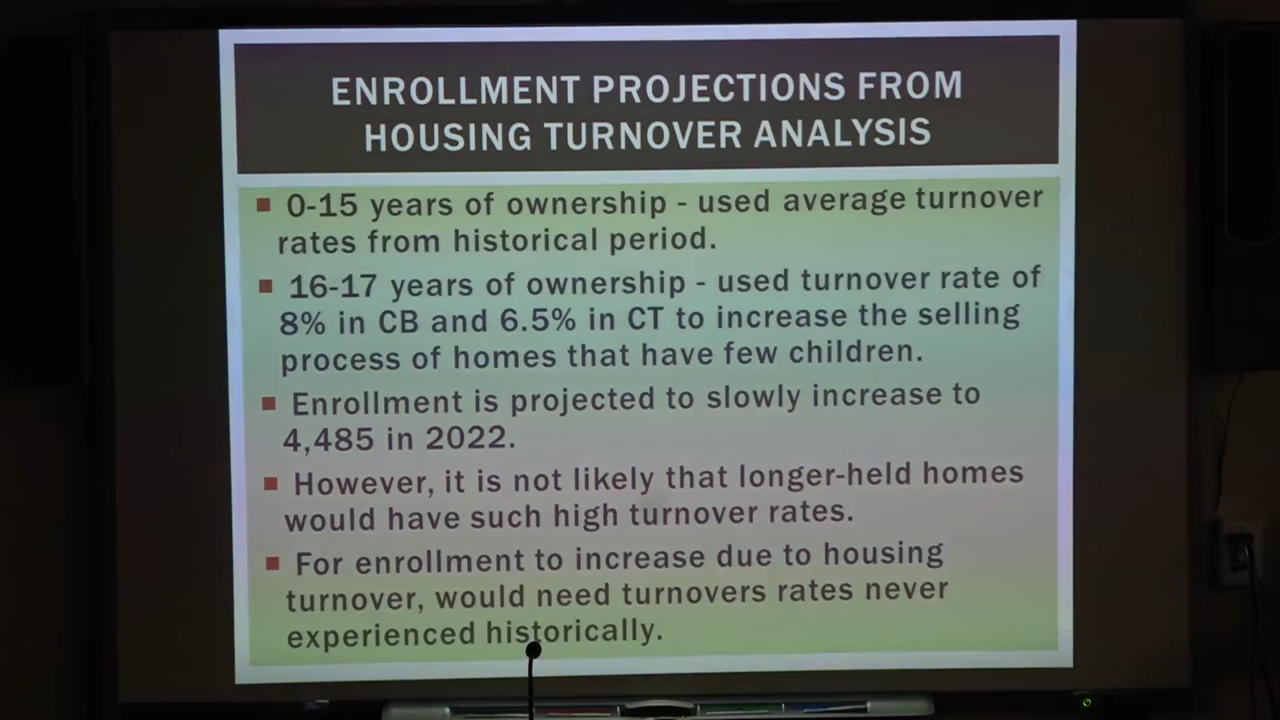 ENROLLMENT PROJECTIONS FROM
HOUSING TURNOVER ANALYSIS
■ 0-15 years of ownership - used average turnover
rates from historical period.
■ 16-17 years of ownership - used turnover rate of
8% in CB and 6.5% in CT to increase the selling
process of homes that have few children.
■ Enrollment is projected to slowly increase to
4,485 in 2022.
■ However, it is not likely that longer-held homes
would have such high turnover rates.
■ For enrollment to increase due to housing
turnover, would need turnovers rates never
experienced historically.